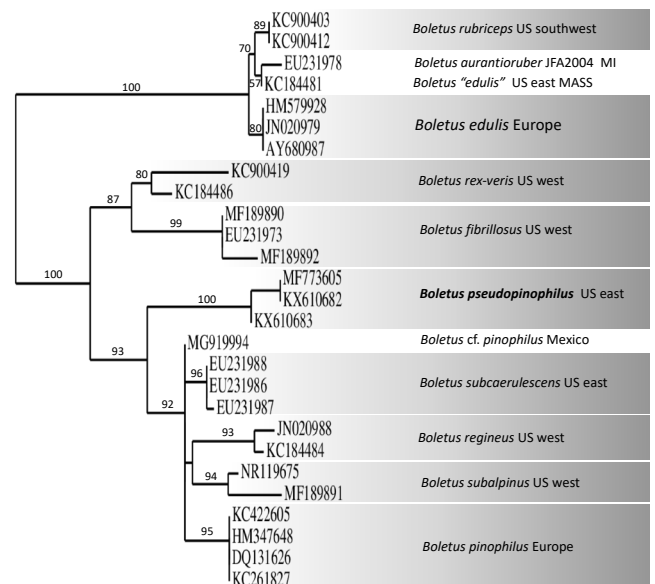 89 KC900403
KC900412
Boletus rubriceps US southwest
70
EU231978 Boletus aurantioruber JFA2004 MI
57 KC184481 Boletus “edulis” US east MASS
100
HM579928
80 JN020979 Boletus edulis Europe
AY680987
80 KC900419
KC184486
Boletus rex-veris US west
87
MF189890
99 EU231973 Boletus fibrillosus US west
MF189892
100
MF773605
100 KX610682 Boletus pseudopinophilus US east
KX610683
93
MG919994 Boletus cf. pinophilus Mexico
EU231988
96 EU231986 Boletus subcaerulescens US east
EU231987
92
93 JN020988
KC184484
Boletus regineus US west
NR119675
94
Boletus subalpinus US west
MF189891
KC422605
95 HM347648
Boletus pinophilus Europe
DQ131626
KC261827